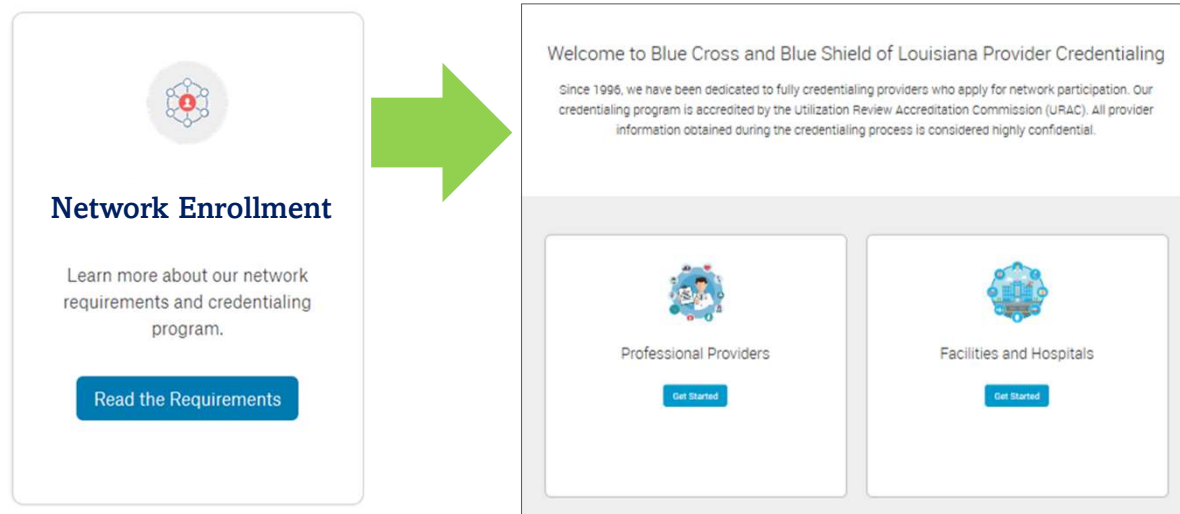 Network Enrollment
Learn more about our network
requirements and credentialing
program.
Read the Requirements
Welcome to Blue Cross and Blue Shield of Louisiana Provider Credentialing
Since 1996, we have been dedicated to fully credentialing providers who apply for network participation. Our
credentialing program is accredited by the Utilization Review Accreditation Commission (URAC). All provider
information obtained during the credentialing process is considered highly confidential.
Professional Providers
Get Started
Facilities and Hospitals
Get Started